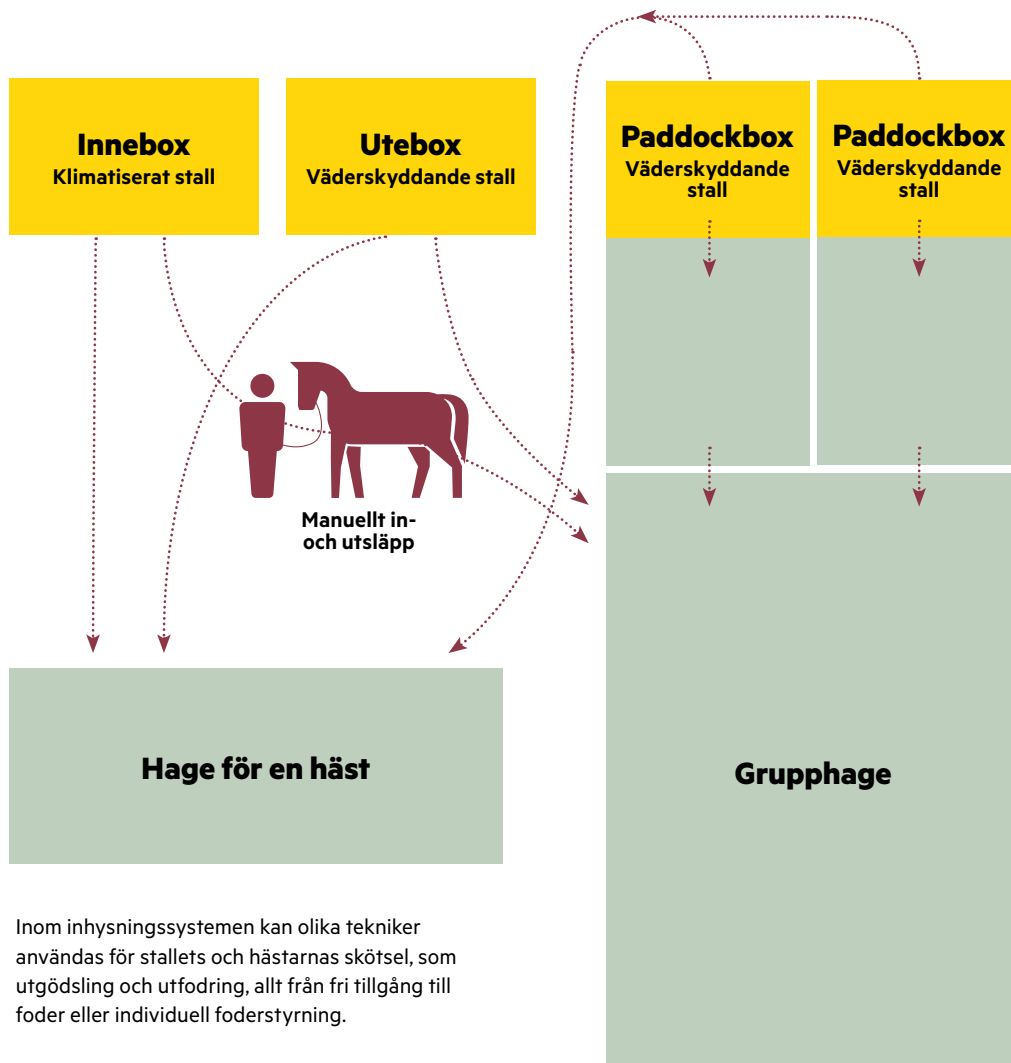 Innebox
Klimatiserat stall
Utebox
Väderskyddande stall
Paddockbox
Väderskyddande
stall
Paddockbox
Väderskyddande
stall
Manuellt in-
och utsläpp
Hage för en häst
Grupphage
Inom inhysningssystemen kan olika tekniker
användas för stallets och hästarnas skötsel, som
utgödsling och utfodring, allt från fri tillgång till
foder eller individuell foderstyrning.